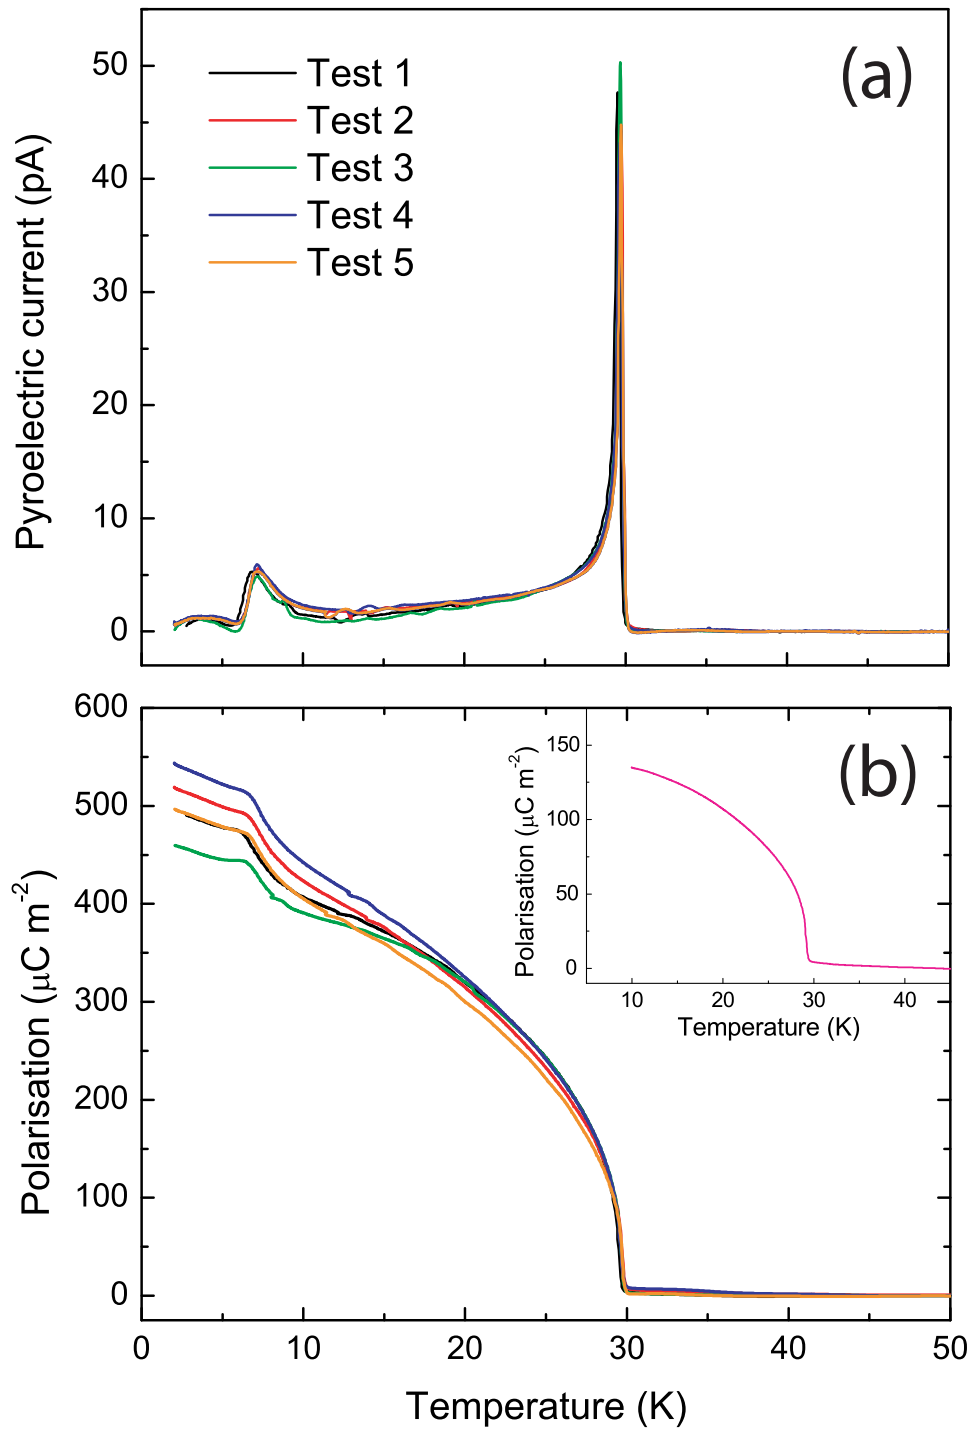 (a)
Test 1
Test 2
Test 3
Test 4
Test 5
Pyroelectric current (pA)
50
40
30
20
10
0
(b)
Polarisation (μC m⁻²)
600
500
400
300
200
100
0
0 10 20 30 40 50
Temperature (K)
Polarisation (μC m⁻²)
150
100
50
0
10 20 30 40
Temperature (K)